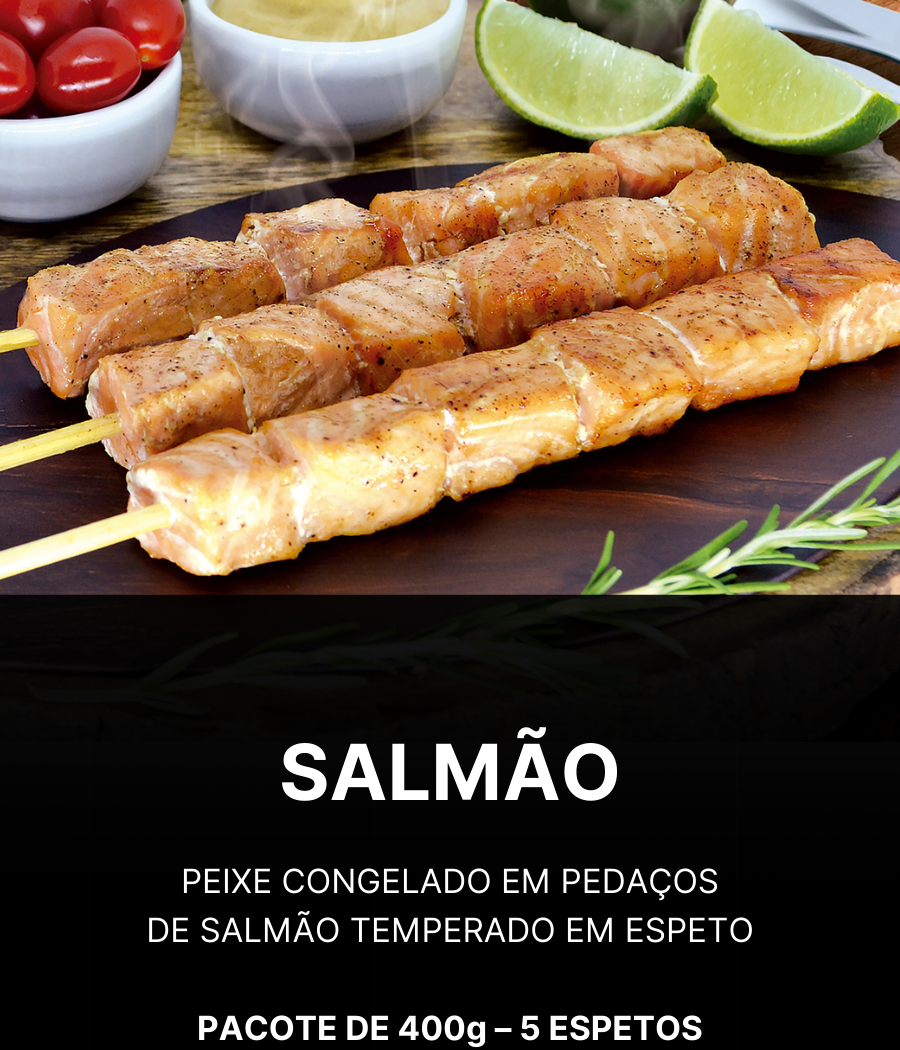 SALMÃO
PEIXE CONGELADO EM PEDAÇOS
DE SALMÃO TEMPERADO EM ESPETO
PACOTE DE 400g – 5 ESPETOS